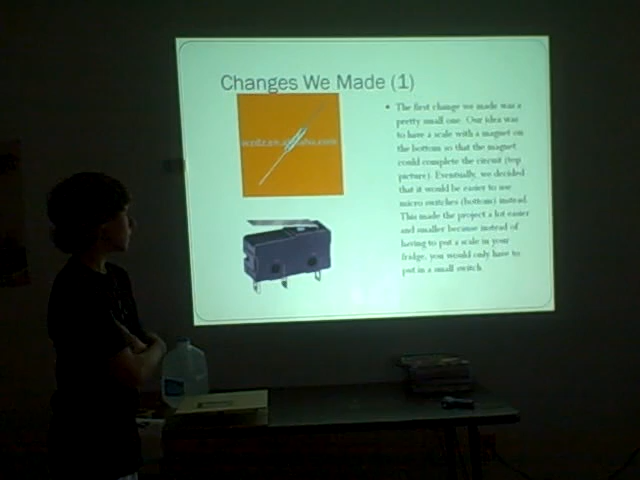 Changes We Made (1)
• The first change we made was a
pretty small one. Our idea was
to have a scale with a magnet on
the bottom so that the magnet
could complete the circuit (top
picture). Eventually, we decided
that it would be easier to use
micro switches (bottom) instead.
This made the project a lot easier
and smaller because instead of
having to put a scale in your
fridge, you would only have to
put in a small switch.